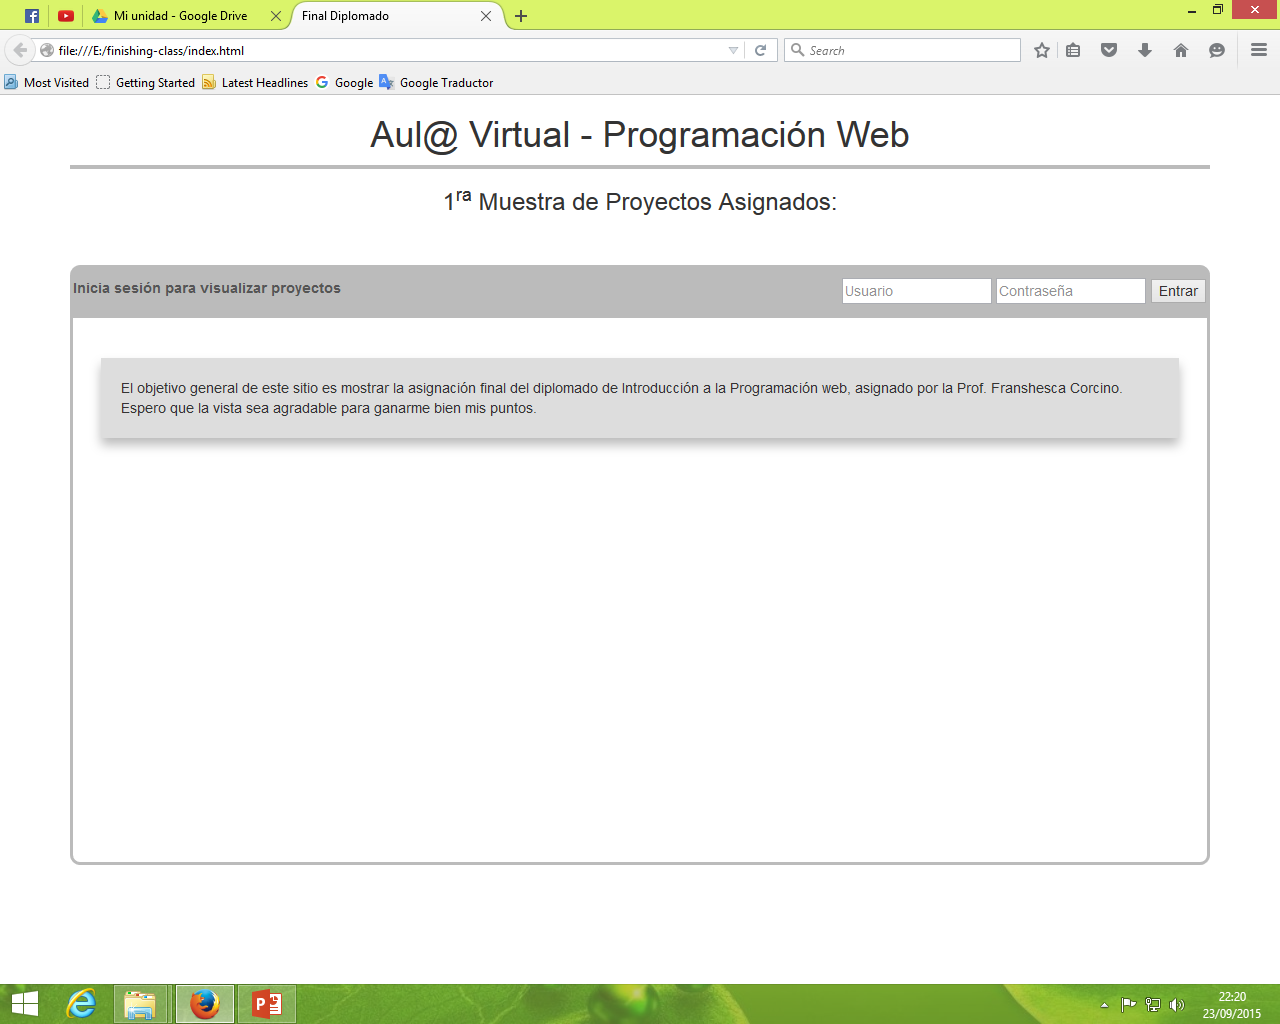 Mi unidad - Google Drive
Final Diplomado
file:///E:/finishing-class/index.html
Search
Most Visited
Getting Started
Latest Headlines
Google
Google Traductor
Aul@ Virtual - Programación Web
1ra Muestra de Proyectos Asignados:
Inicia sesión para visualizar proyectos
Usuario
Contraseña
Entrar
El objetivo general de este sitio es mostrar la asignación final del diplomado de Introducción a la Programación web, asignado por la Prof. Franshesca Corcino.
Espero que la vista sea agradable para ganarme bien mis puntos.
22:20
23/09/2015